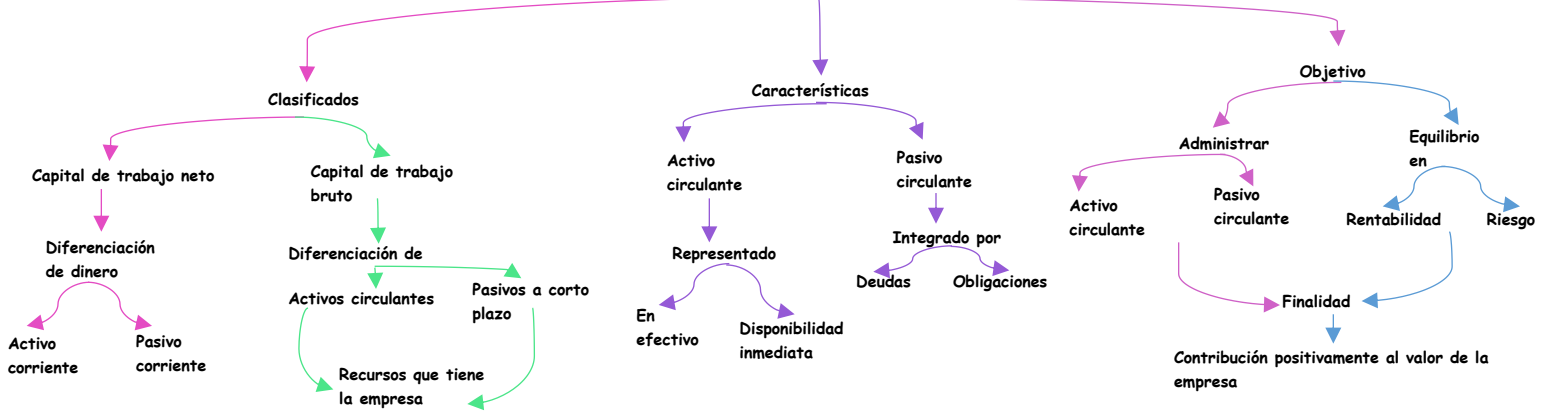 Clasificados
Capital de trabajo neto
Diferenciación
de dinero
Activo
corriente
Pasivo
corriente
Capital de trabajo
bruto
Diferenciación de
Activos circulantes
Pasivos a corto
plazo
Recursos que tiene
la empresa
Características
Activo
circulante
Representado
En
efectivo
Disponibilidad
inmediata
Pasivo
circulante
Integrado por
Deudas
Obligaciones
Objetivo
Administrar
Activo
circulante
Pasivo
circulante
Equilibrio
en
Rentabilidad
Riesgo
Finalidad
Contribución positivamente al valor de la
empresa